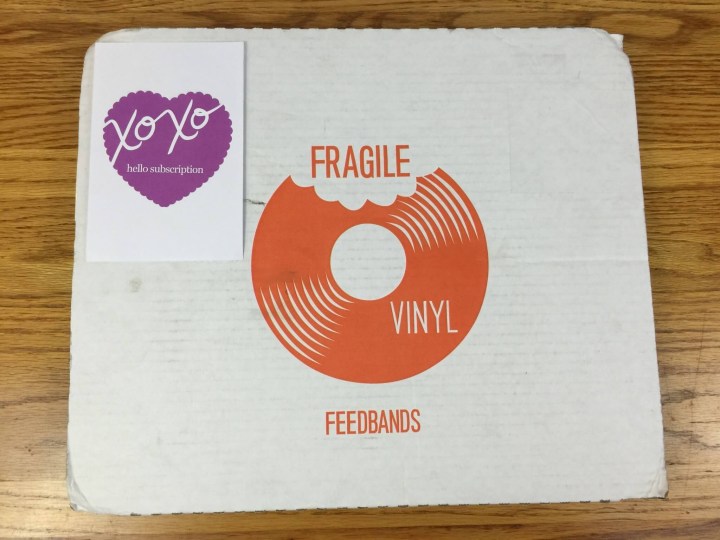 xoxo
hello subscription
FRAGILE
VINYL
FEEDBANDS